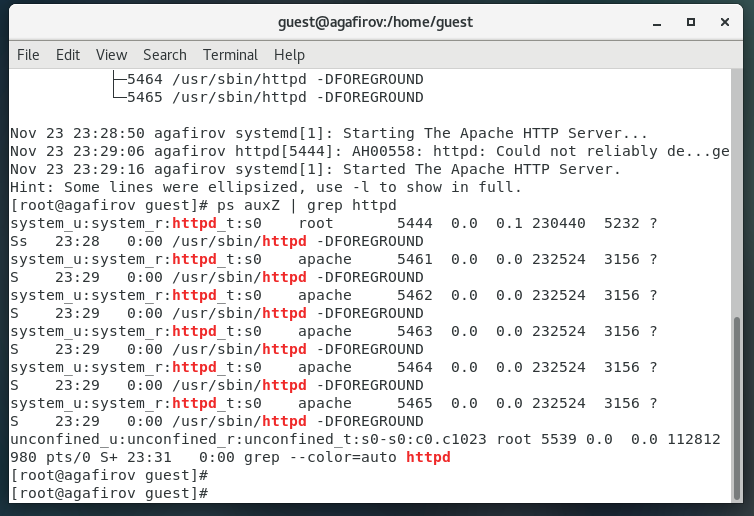 guest@agafirov:/home/guest
File Edit View Search Terminal Help
├─5464 /usr/sbin/httpd -DFOREGROUND
└─5465 /usr/sbin/httpd -DFOREGROUND
Nov 23 23:28:50 agafirov systemd[1]: Starting The Apache HTTP Server...
Nov 23 23:29:06 agafirov httpd[5444]: AH00558: httpd: Could not reliably de...ge
Nov 23 23:29:16 agafirov systemd[1]: Started The Apache HTTP Server.
Hint: Some lines were ellipsized, use -l to show in full.
[root@agafirov guest]# ps auxZ | grep httpd
system_u:system_r:httpd_t:s0    root       5444  0.0  0.1 230440  5232 ?
Ss   23:28   0:00 /usr/sbin/httpd -DFOREGROUND
system_u:system_r:httpd_t:s0    apache     5461  0.0  0.0 232524  3156 ?
S    23:29   0:00 /usr/sbin/httpd -DFOREGROUND
system_u:system_r:httpd_t:s0    apache     5462  0.0  0.0 232524  3156 ?
S    23:29   0:00 /usr/sbin/httpd -DFOREGROUND
system_u:system_r:httpd_t:s0    apache     5463  0.0  0.0 232524  3156 ?
S    23:29   0:00 /usr/sbin/httpd -DFOREGROUND
system_u:system_r:httpd_t:s0    apache     5464  0.0  0.0 232524  3156 ?
S    23:29   0:00 /usr/sbin/httpd -DFOREGROUND
system_u:system_r:httpd_t:s0    apache     5465  0.0  0.0 232524  3156 ?
S    23:29   0:00 /usr/sbin/httpd -DFOREGROUND
unconfined_u:unconfined_r:unconfined_t:s0-s0:c0.c1023 root 5539 0.0  0.0 112812
980 pts/0 S+ 23:31   0:00 grep --color=auto httpd
[root@agafirov guest]#
[root@agafirov guest]#